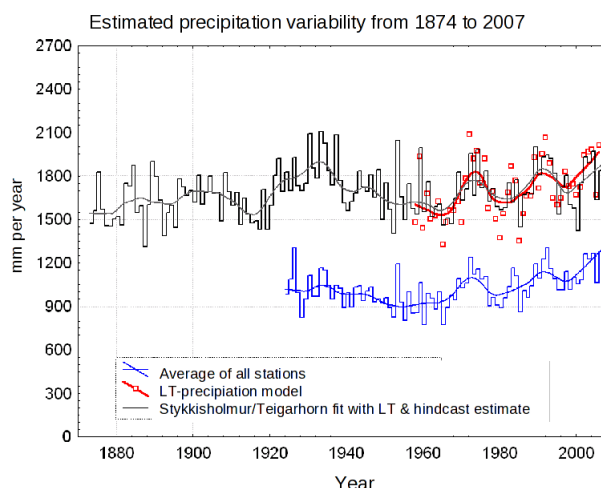 Estimated precipitation variability from 1874 to 2007
2700
2400
2100
1800
1500
1200
900
600
300
0
mm per year
Average of all stations
LT-precipiation model
Stykkisholmur/Teigarhorn fit with LT & hindcast estimate
1880 1900 1920 1940 1960 1980 2000
Year